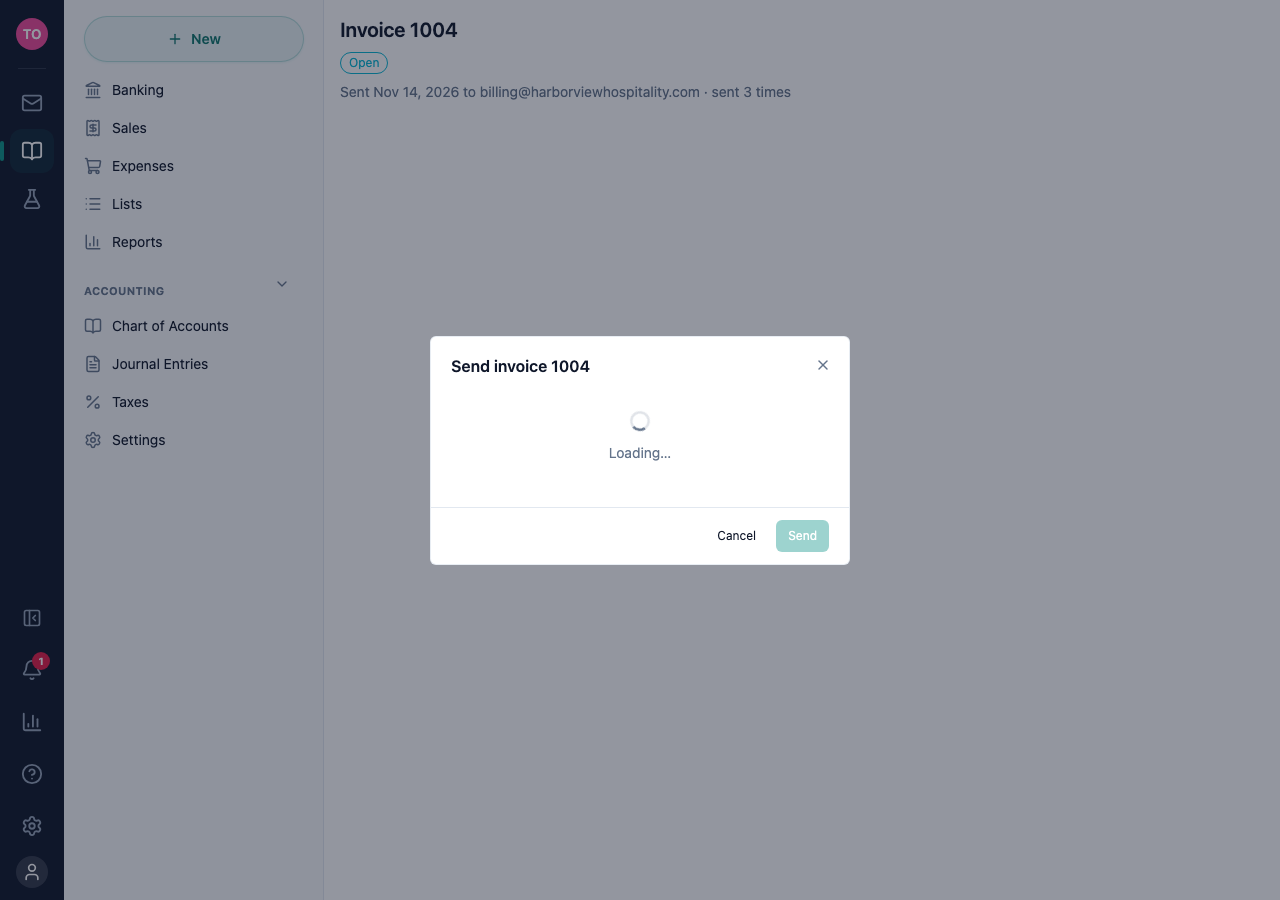 TO
New
Banking
Sales
Expenses
Lists
Reports
ACCOUNTING
Chart of Accounts
Journal Entries
Taxes
Settings
1
Invoice 1004
Open
Sent Nov 14, 2026 to billing@harborviewhospitality.com · sent 3 times
Send invoice 1004
Loading...
Cancel
Send